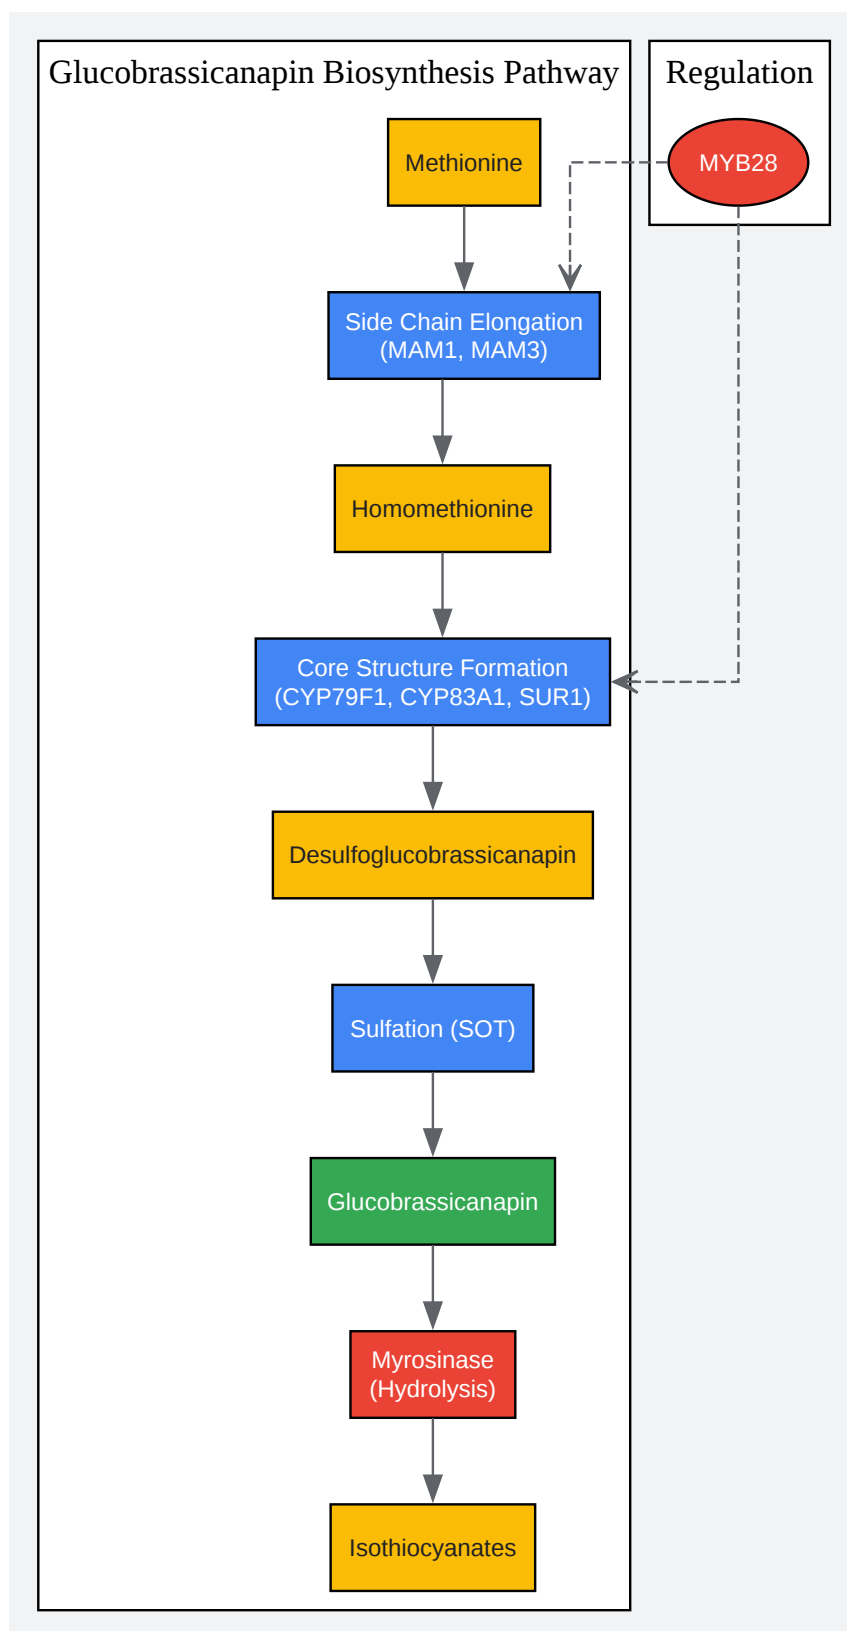 Glucobrassicanapin Biosynthesis Pathway
Regulation
Methionine
MYB28
Side Chain Elongation
(MAM1, MAM3)
Homomethionine
Core Structure Formation
(CYP79F1, CYP83A1, SUR1)
Desulfoglucobrassicanapin
Sulfation (SOT)
Glucobrassicanapin
Myrosinase
(Hydrolysis)
Isothiocyanates